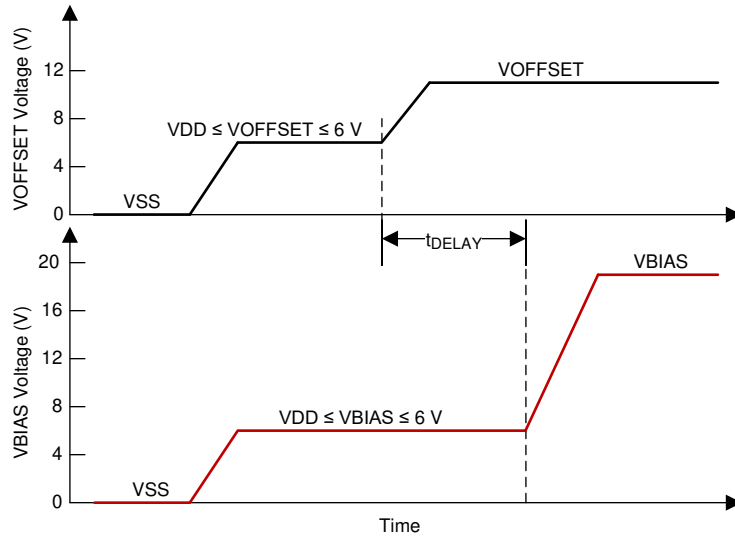 VOFFSET Voltage (V)
12
8
4
0
VOFFSET
VDD ≤ VOFFSET ≤ 6 V
VSS
tDELAY
VBIAS Voltage (V)
20
16
12
8
4
0
VBIAS
VDD ≤ VBIAS ≤ 6 V
VSS
Time